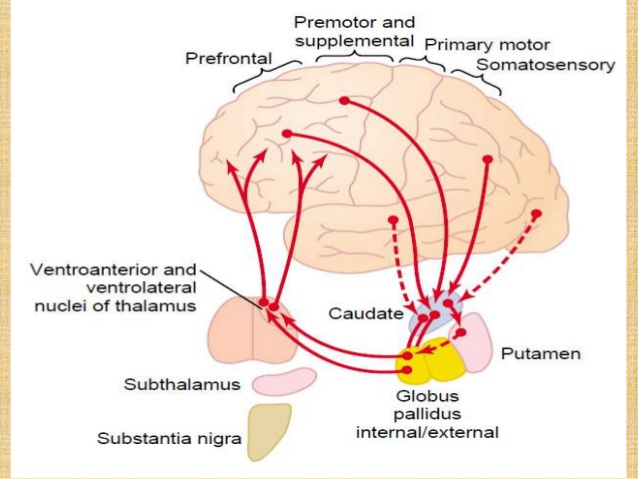 Premotor and
supplemental
Primary motor
Prefrontal
Somatosensory
Ventroanterior and
ventrolateral
nuclei of thalamus
Caudate
Putamen
Subthalamus
Globus
pallidus
internal/external
Substantia nigra